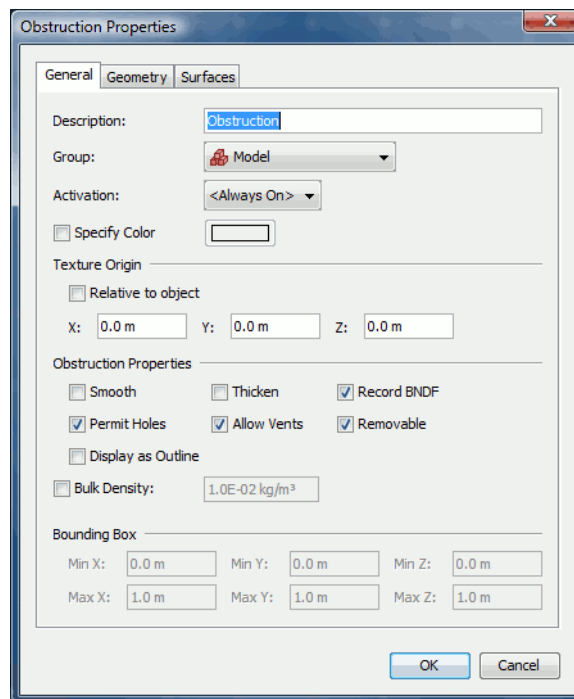 Obstruction Properties
General Geometry Surfaces
Description: Obstruction
Group: Model
Activation: <Always On>
Specify Color
Texture Origin
Relative to object
X: 0.0 m Y: 0.0 m Z: 0.0 m
Obstruction Properties
Smooth Thicken Record BNDF
Permit Holes Allow Vents Removable
Display as Outline
Bulk Density: 1.0E-02 kg/m³
Bounding Box
Min X: 0.0 m Min Y: 0.0 m Min Z: 0.0 m
Max X: 1.0 m Max Y: 1.0 m Max Z: 1.0 m
OK Cancel